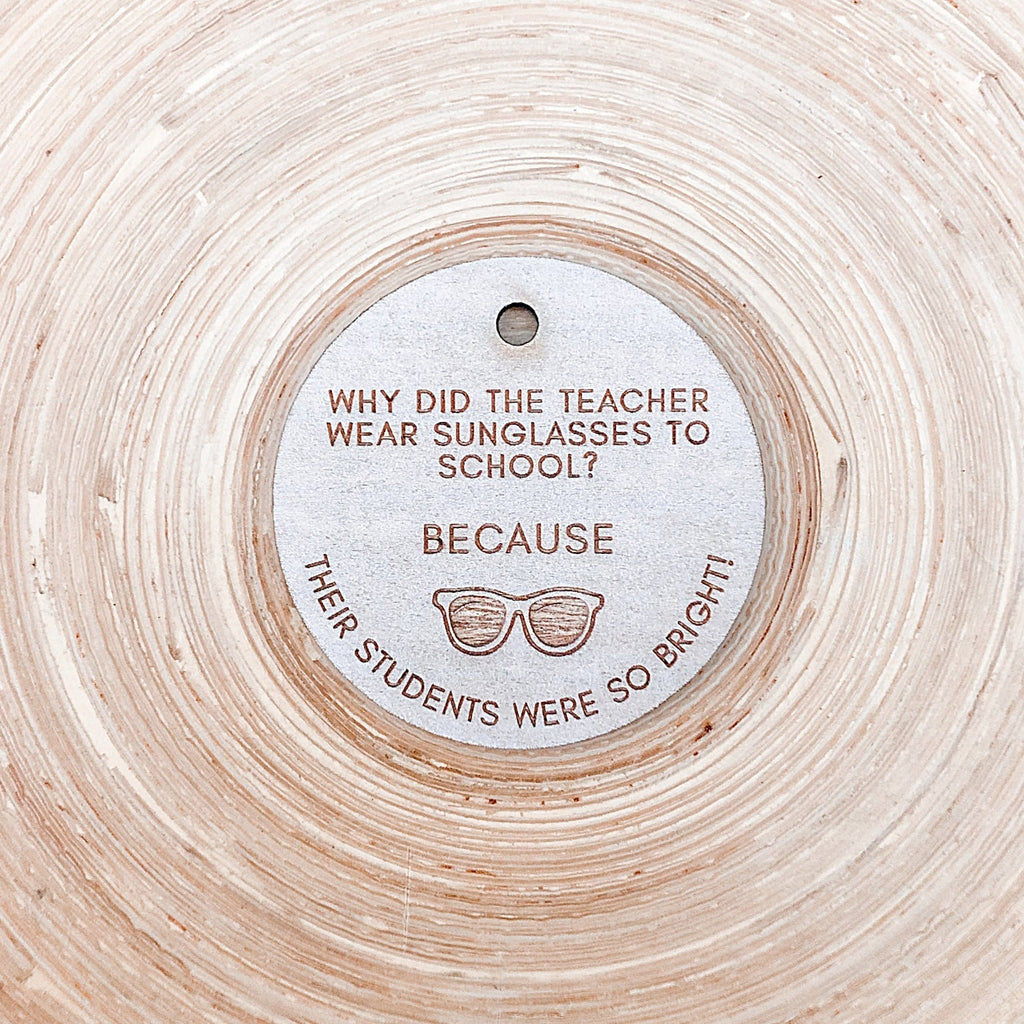 WHY DID THE TEACHER
WEAR SUNGLASSES TO
SCHOOL?
BECAUSE
THEIR STUDENTS WERE SO BRIGHT!